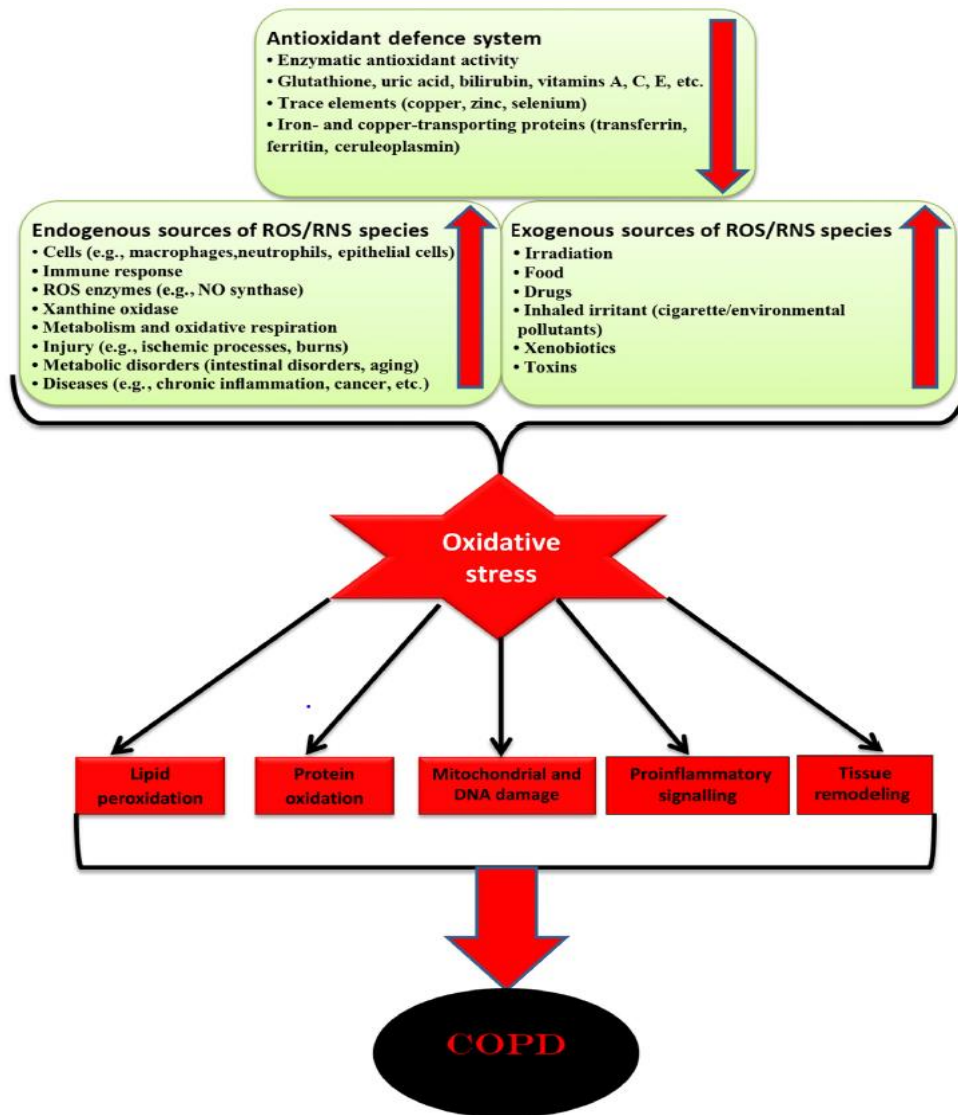 Antioxidant defence system
• Enzymatic antioxidant activity
• Glutathione, uric acid, bilirubin, vitamins A, C, E, etc.
• Trace elements (copper, zinc, selenium)
• Iron- and copper-transporting proteins (transferrin,
ferritin, ceruleoplasmin)
Endogenous sources of ROS/RNS species
• Cells (e.g., macrophages,neutrophils, epithelial cells)
• Immune response
• ROS enzymes (e.g., NO synthase)
• Xanthine oxidase
• Metabolism and oxidative respiration
• Injury (e.g., ischemic processes, burns)
• Metabolic disorders (intestinal disorders, aging)
• Diseases (e.g., chronic inflammation, cancer, etc.)
Exogenous sources of ROS/RNS species
• Irradiation
• Food
• Drugs
• Inhaled irritant (cigarette/environmental
pollutants)
• Xenobiotics
• Toxins
Oxidative
stress
Lipid
peroxidation
Protein
oxidation
Mitochondrial and
DNA damage
Proinflammatory
signalling
Tissue
remodeling
COPD